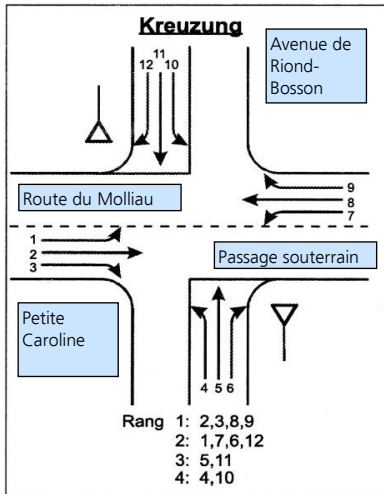 Kreuzung
Avenue de
Riond-
Bosson
11
12 10
Route du Molliau
9
8
7
1
2
3
Passage souterrain
Petite
Caroline
4 5 6
Rang 1: 2,3,8,9
2: 1,7,6,12
3: 5,11
4: 4,10